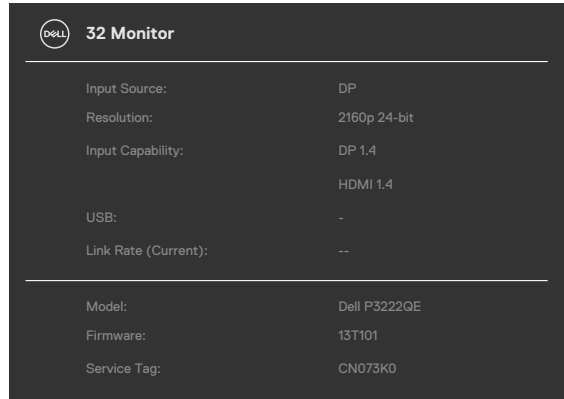 DELL 32 Monitor
Input Source: DP
Resolution: 2160p 24-bit
Input Capability: DP 1.4
HDMI 1.4
USB: -
Link Rate (Current): --
Model: Dell P3222QE
Firmware: 13T101
Service Tag: CN073K0